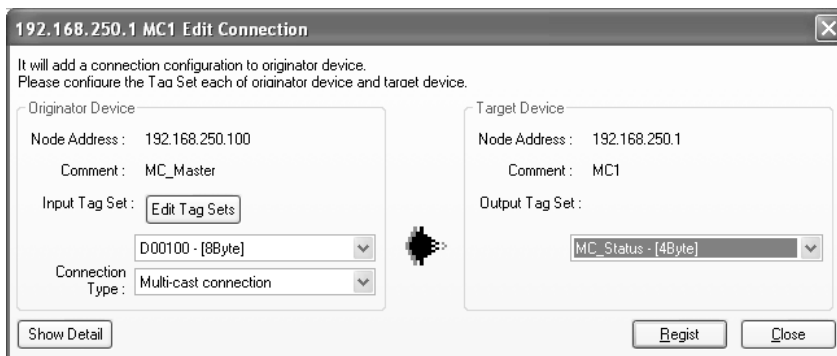 192.168.250.1 MC1 Edit Connection
It will add a connection configuration to originator device.
Please configure the Tag Set each of originator device and target device.
Originator Device
Node Address : 192.168.250.100
Comment : MC_Master
Input Tag Set : Edit Tag Sets
D00100 - [8Byte]
Connection Type : Multi-cast connection
Target Device
Node Address : 192.168.250.1
Comment : MC1
Output Tag Set :
MC_Status - [4Byte]
Show Detail
Regist
Close